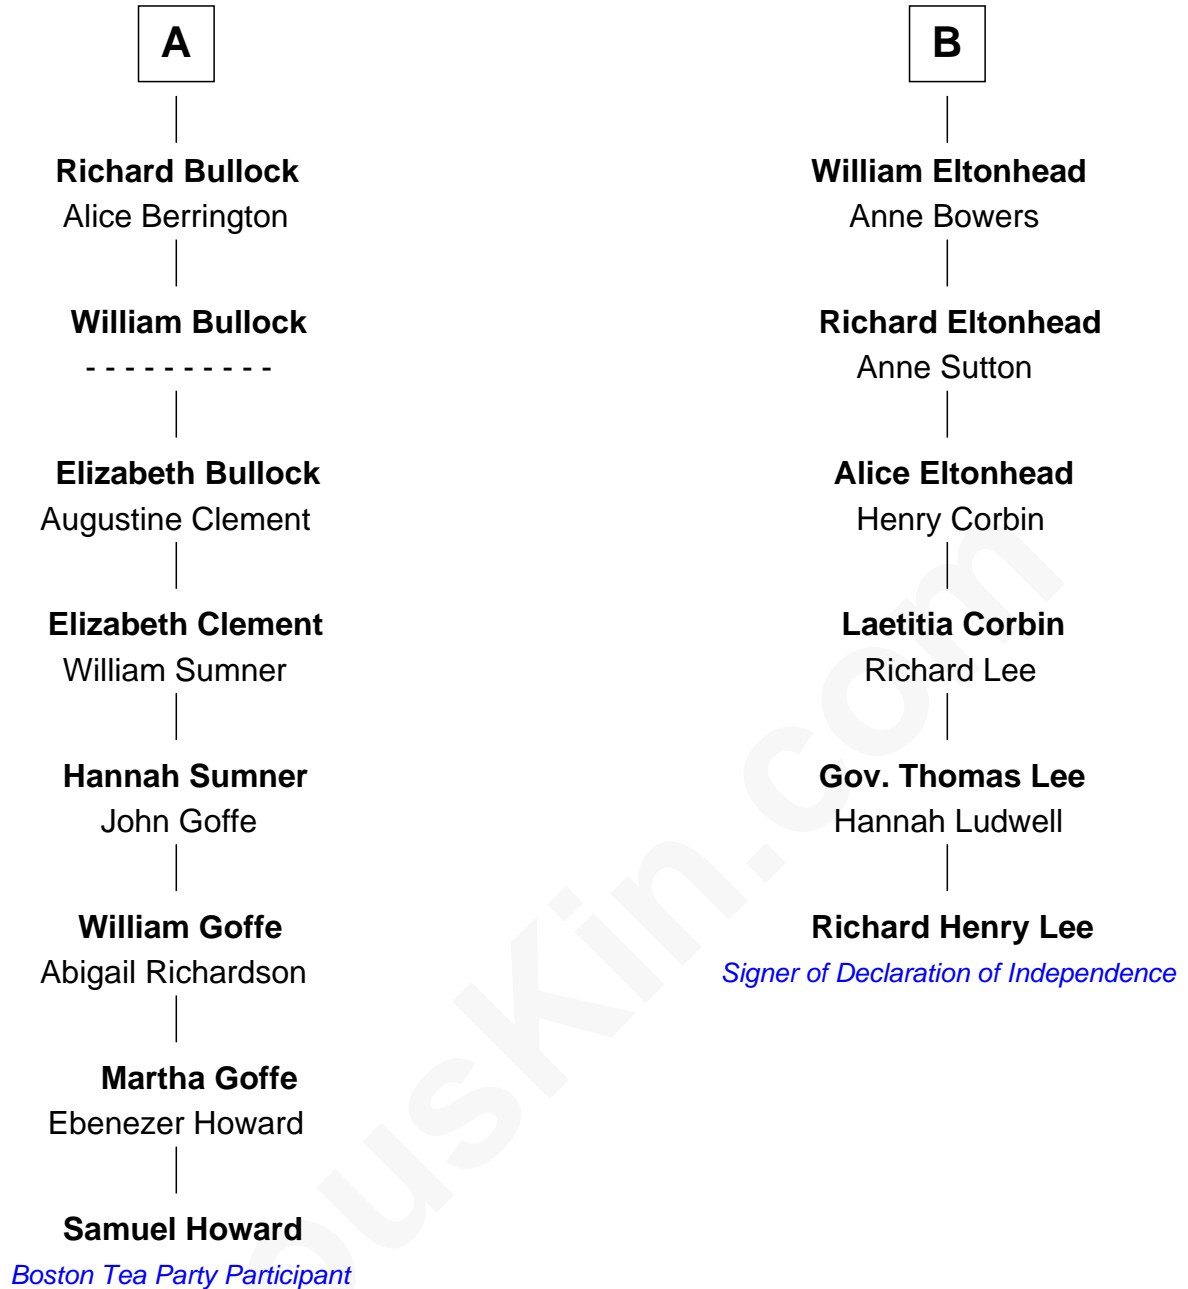 A
Richard Bullock
Alice Berrington
William Bullock
- - - - - - - - - -
Elizabeth Bullock
Augustine Clement
Elizabeth Clement
William Sumner
Hannah Sumner
John Goffe
William Goffe
Abigail Richardson
Martha Goffe
Ebenezer Howard
Samuel Howard
Boston Tea Party Participant
B
William Eltonhead
Anne Bowers
Richard Eltonhead
Anne Sutton
Alice Eltonhead
Henry Corbin
Laetitia Corbin
Richard Lee
Gov. Thomas Lee
Hannah Ludwell
Richard Henry Lee
Signer of Declaration of Independence
ousKin.com